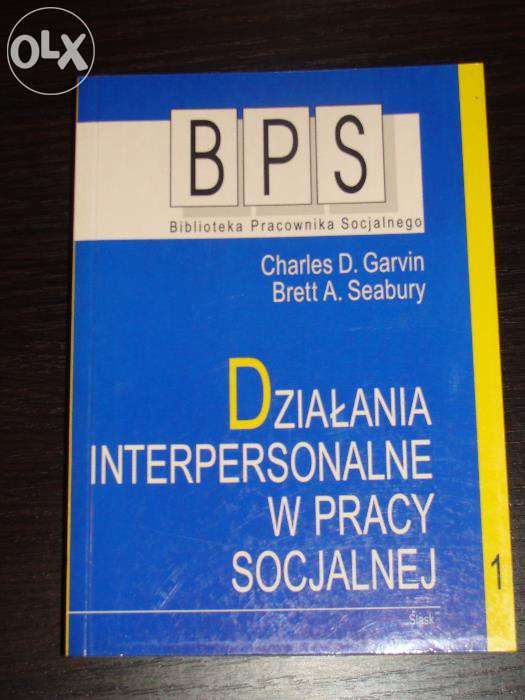 OLX
BPS
Biblioteka Pracownika Socjalnego
Charles D. Garvin
Brett A. Seabury
DZIAŁANIA
INTERPERSONALNE
W PRACY
SOCJALNEJ
1
Śląsk